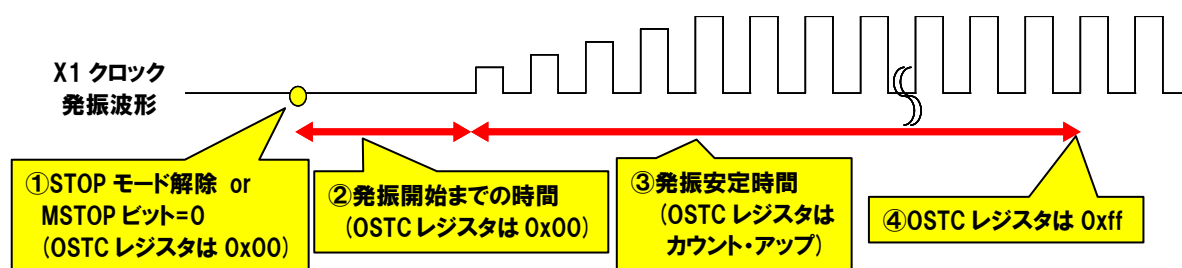 X1 クロック
発振波形
①STOP モード解除 or
MSTOP ビット=0
(OSTC レジスタは 0x00)
②発振開始までの時間
(OSTC レジスタは 0x00)
③発振安定時間
(OSTC レジスタは
カウント・アップ)
④OSTC レジスタは 0xff